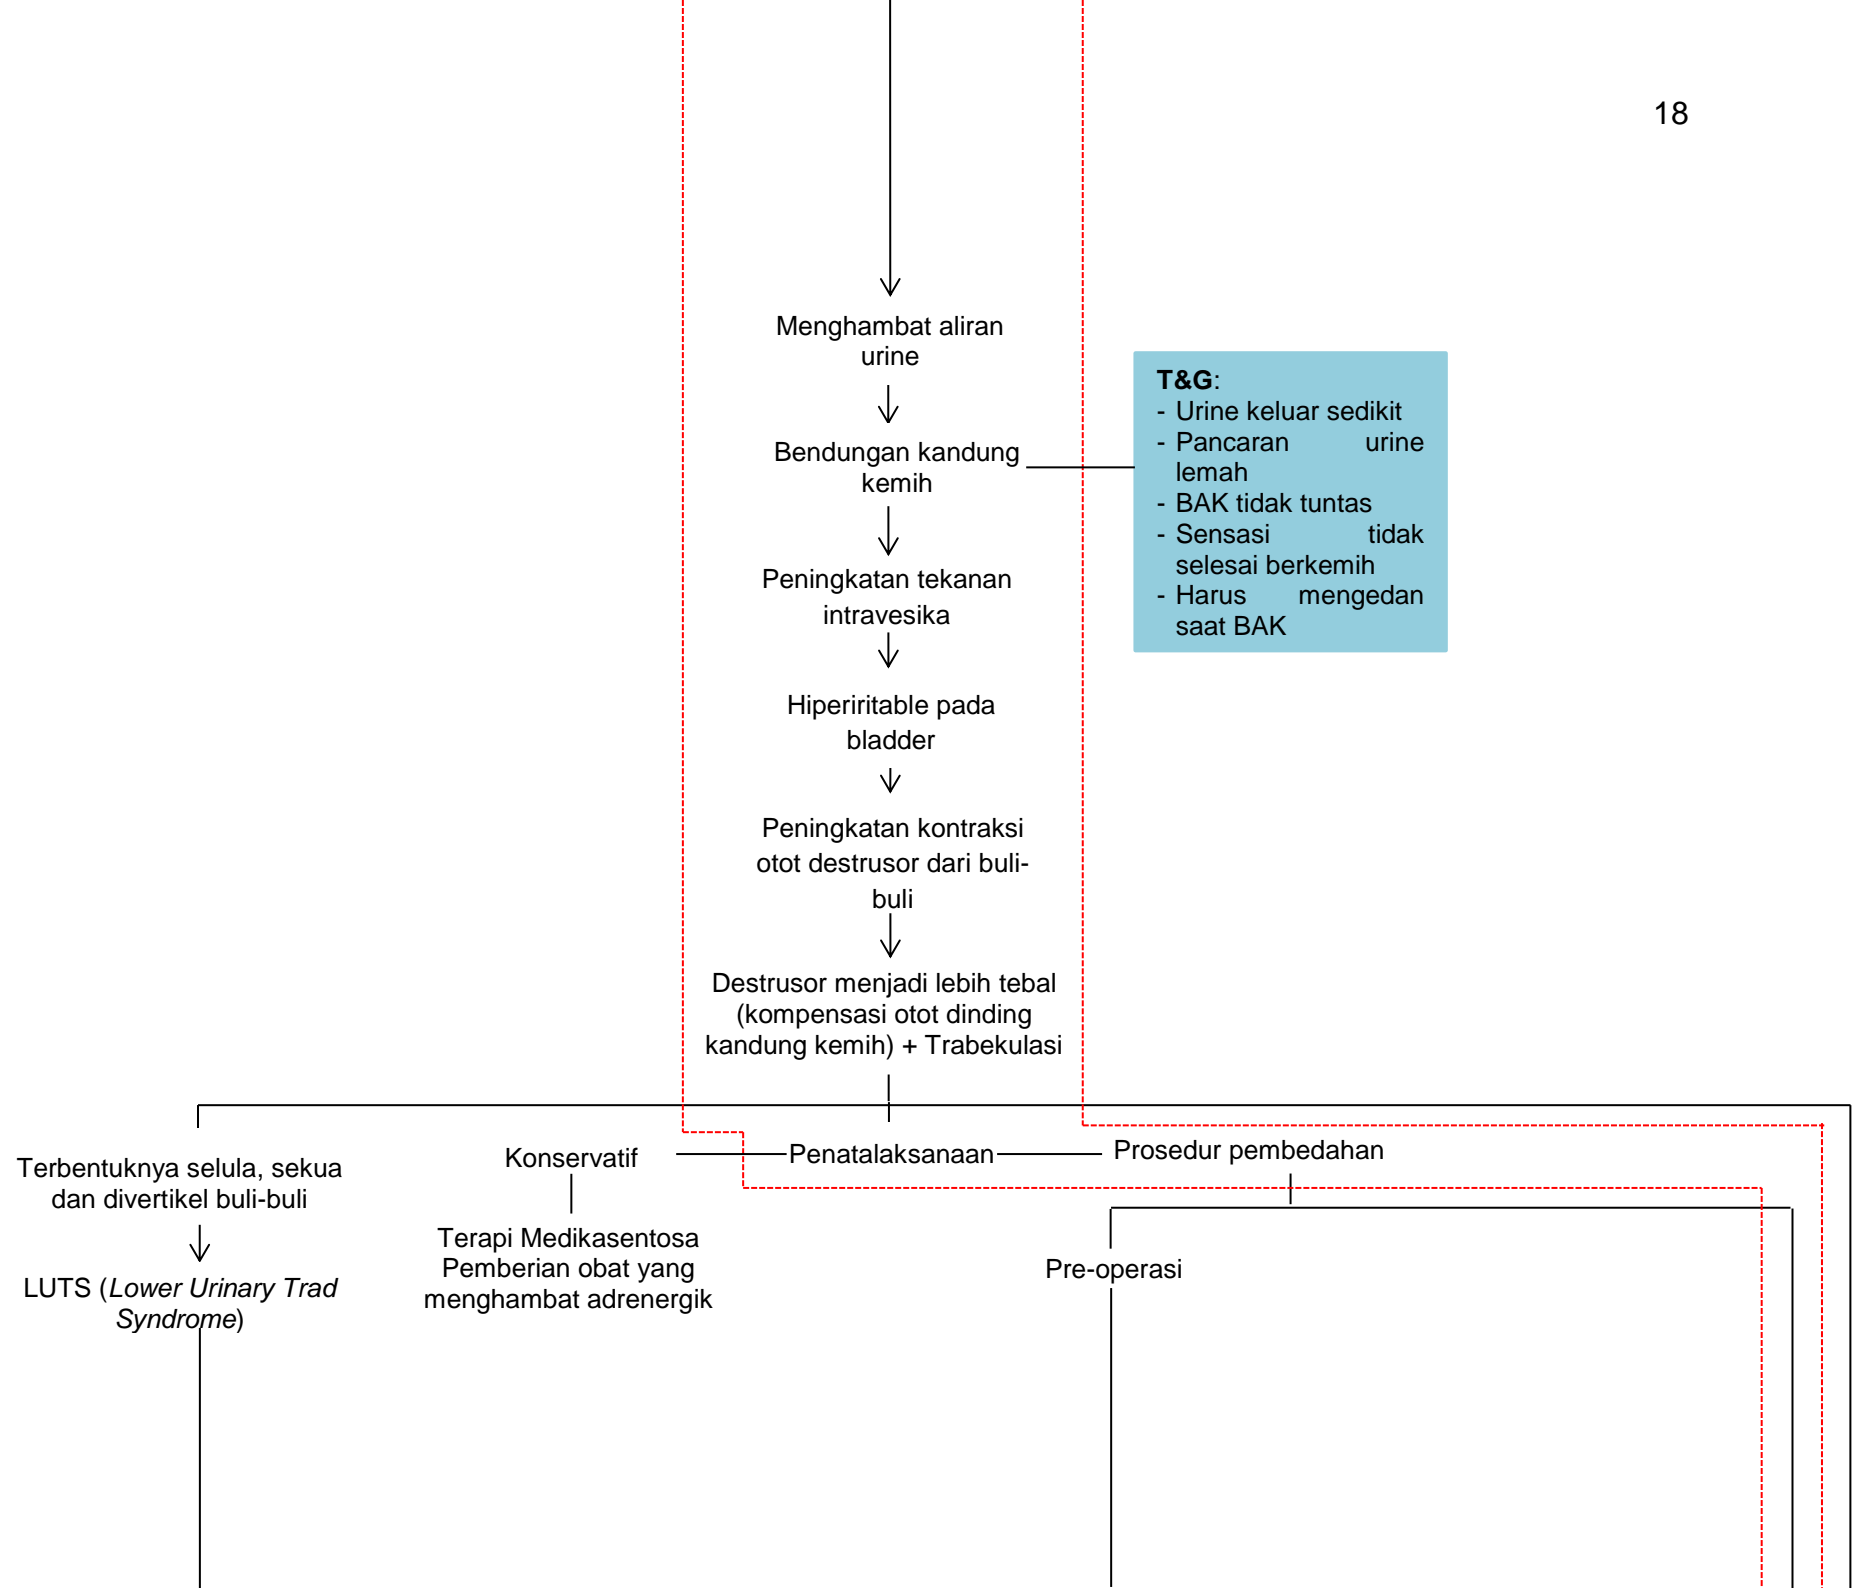 18
Menghambat aliran
urine
Bendungan kandung
kemih
T&G:
- Urine keluar sedikit
- Pancaran urine
lemah
- BAK tidak tuntas
- Sensasi tidak
selesai berkemih
- Harus mengedan
saat BAK
Peningkatan tekanan
intravesika
Hiperiritable pada
bladder
Peningkatan kontraksi
otot destrusor dari buli-
buli
Destrusor menjadi lebih tebal
(kompensasi otot dinding
kandung kemih) + Trabekulasi
Terbentuknya selula, sekua
dan divertikel buli-buli
LUTS (Lower Urinary Trad
Syndrome)
Konservatif
Terapi Medikasentosa
Pemberian obat yang
menghambat adrenergik
Penatalaksanaan
Prosedur pembedahan
Pre-operasi